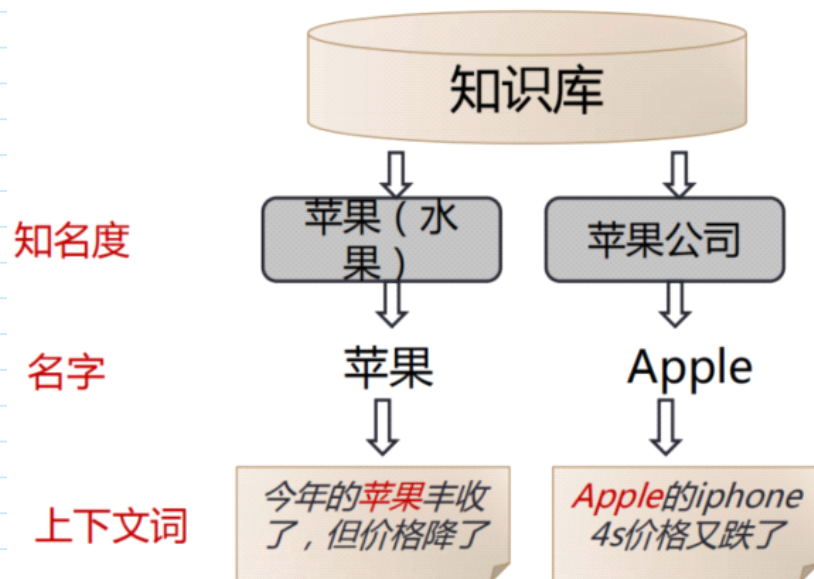 知识库
知名度
苹果（水
果）
苹果公司
名字
苹果
Apple
上下文词
今年的苹果丰收
了，但价格降了
Apple的iphone
4s价格又跌了